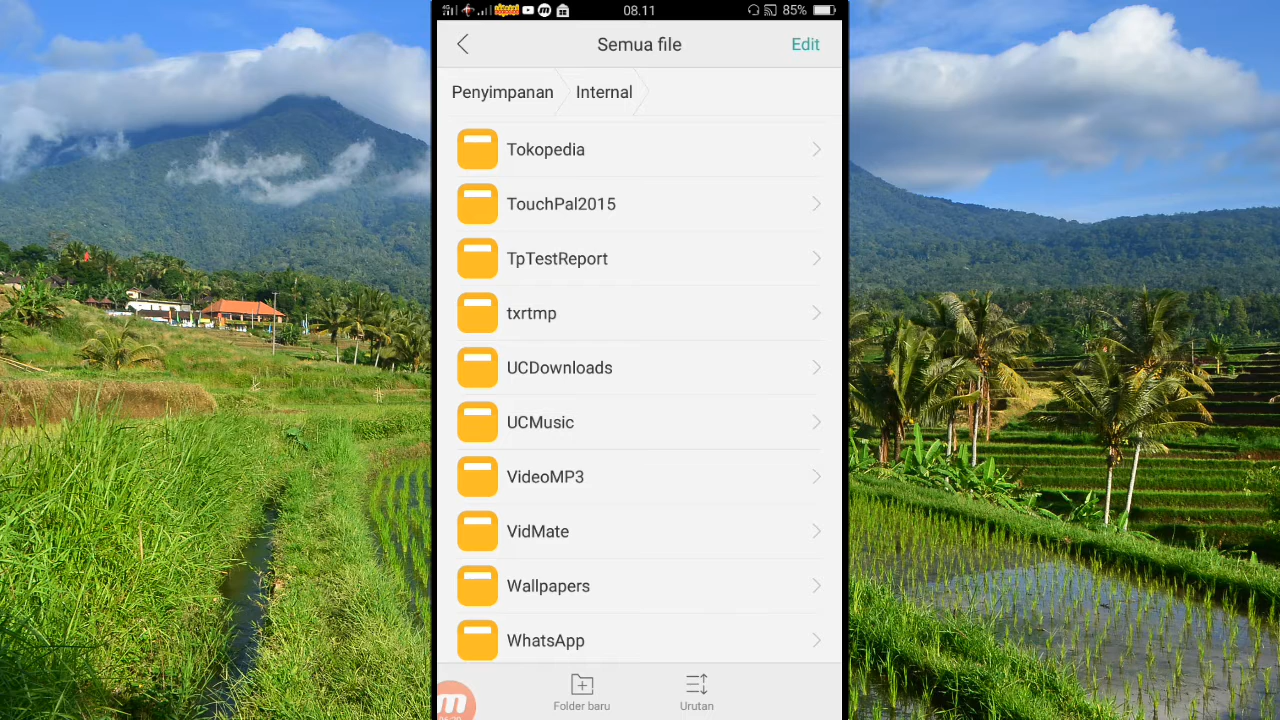 08.11
85%
Semua file
Edit
Penyimpanan
Internal
Tokopedia
TouchPal2015
TpTestReport
txrtmp
UCDownloads
UCMusic
VideoMP3
VidMate
Wallpapers
WhatsApp
Folder baru
Urutan